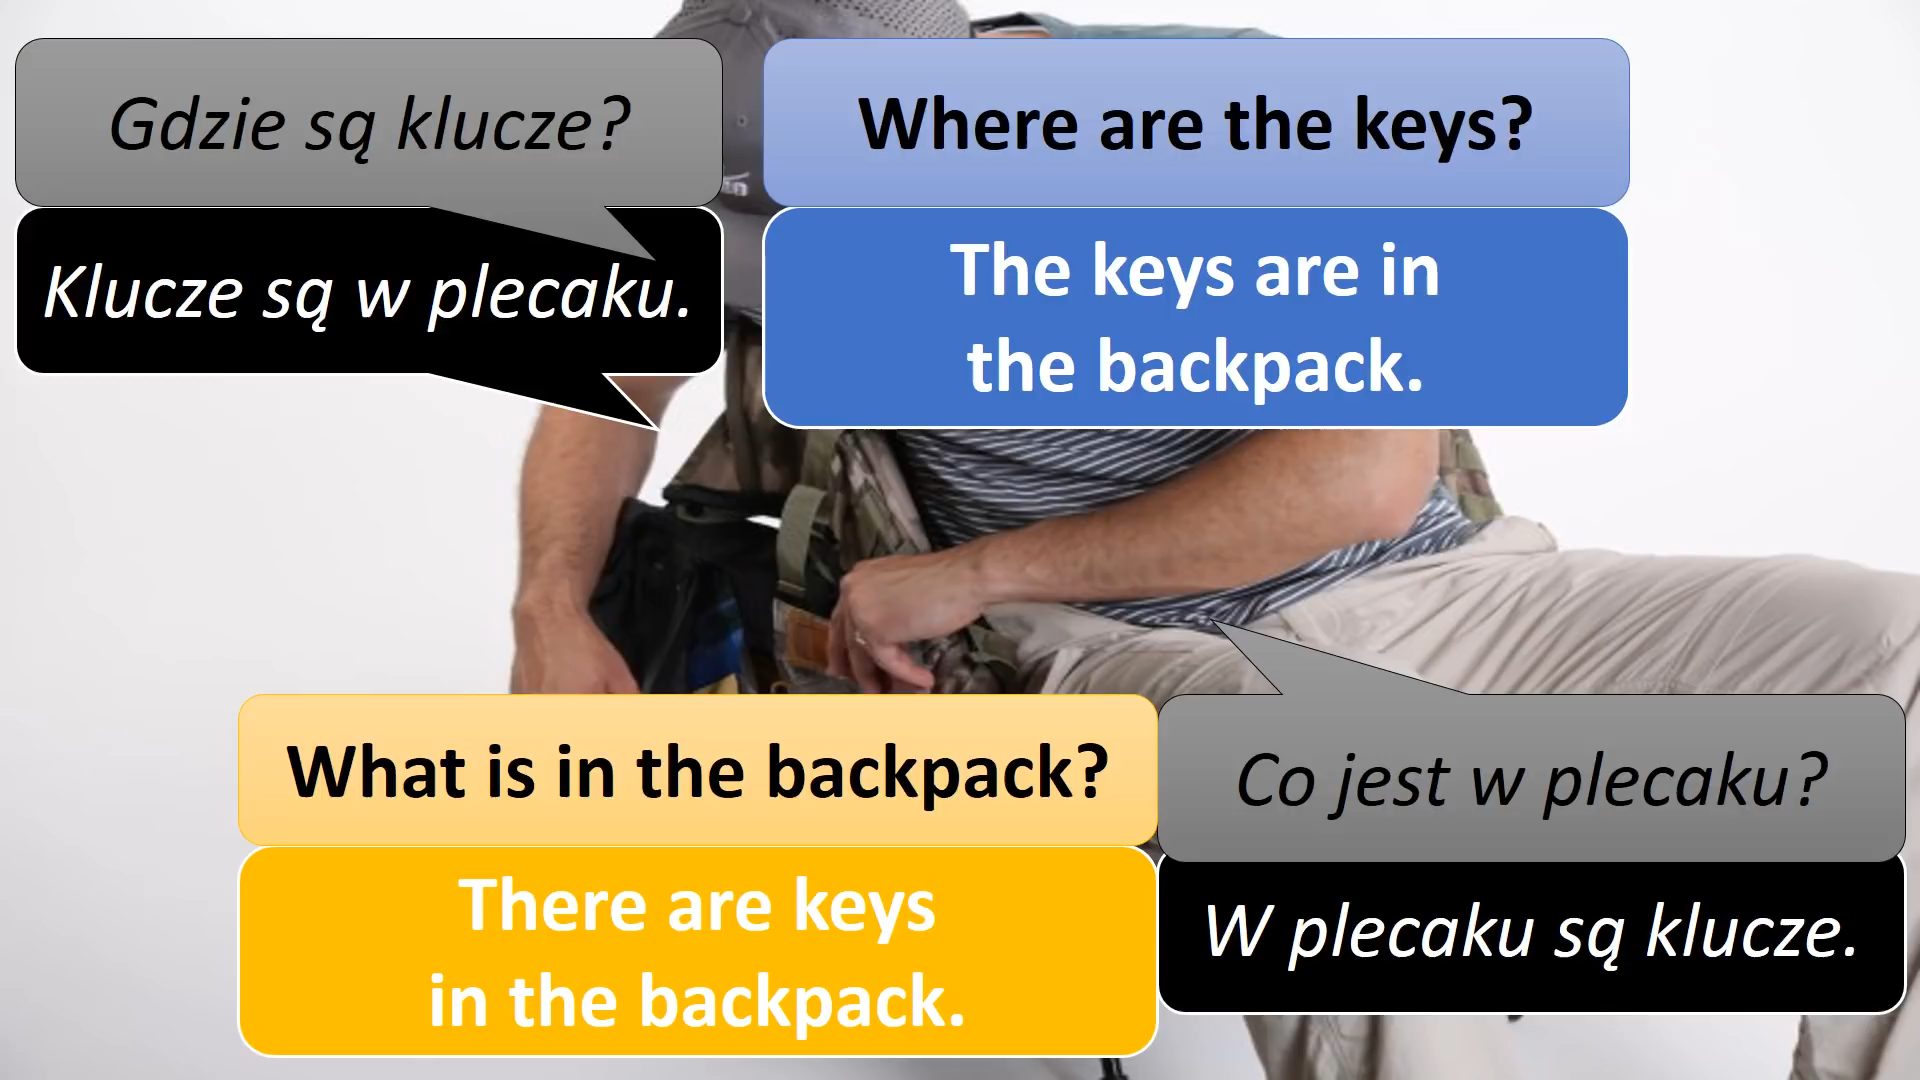 Gdzie są klucze?
Where are the keys?
Klucze są w plecaku.
The keys are in
the backpack.
What is in the backpack?
Co jest w plecaku?
There are keys
in the backpack.
W plecaku są klucze.